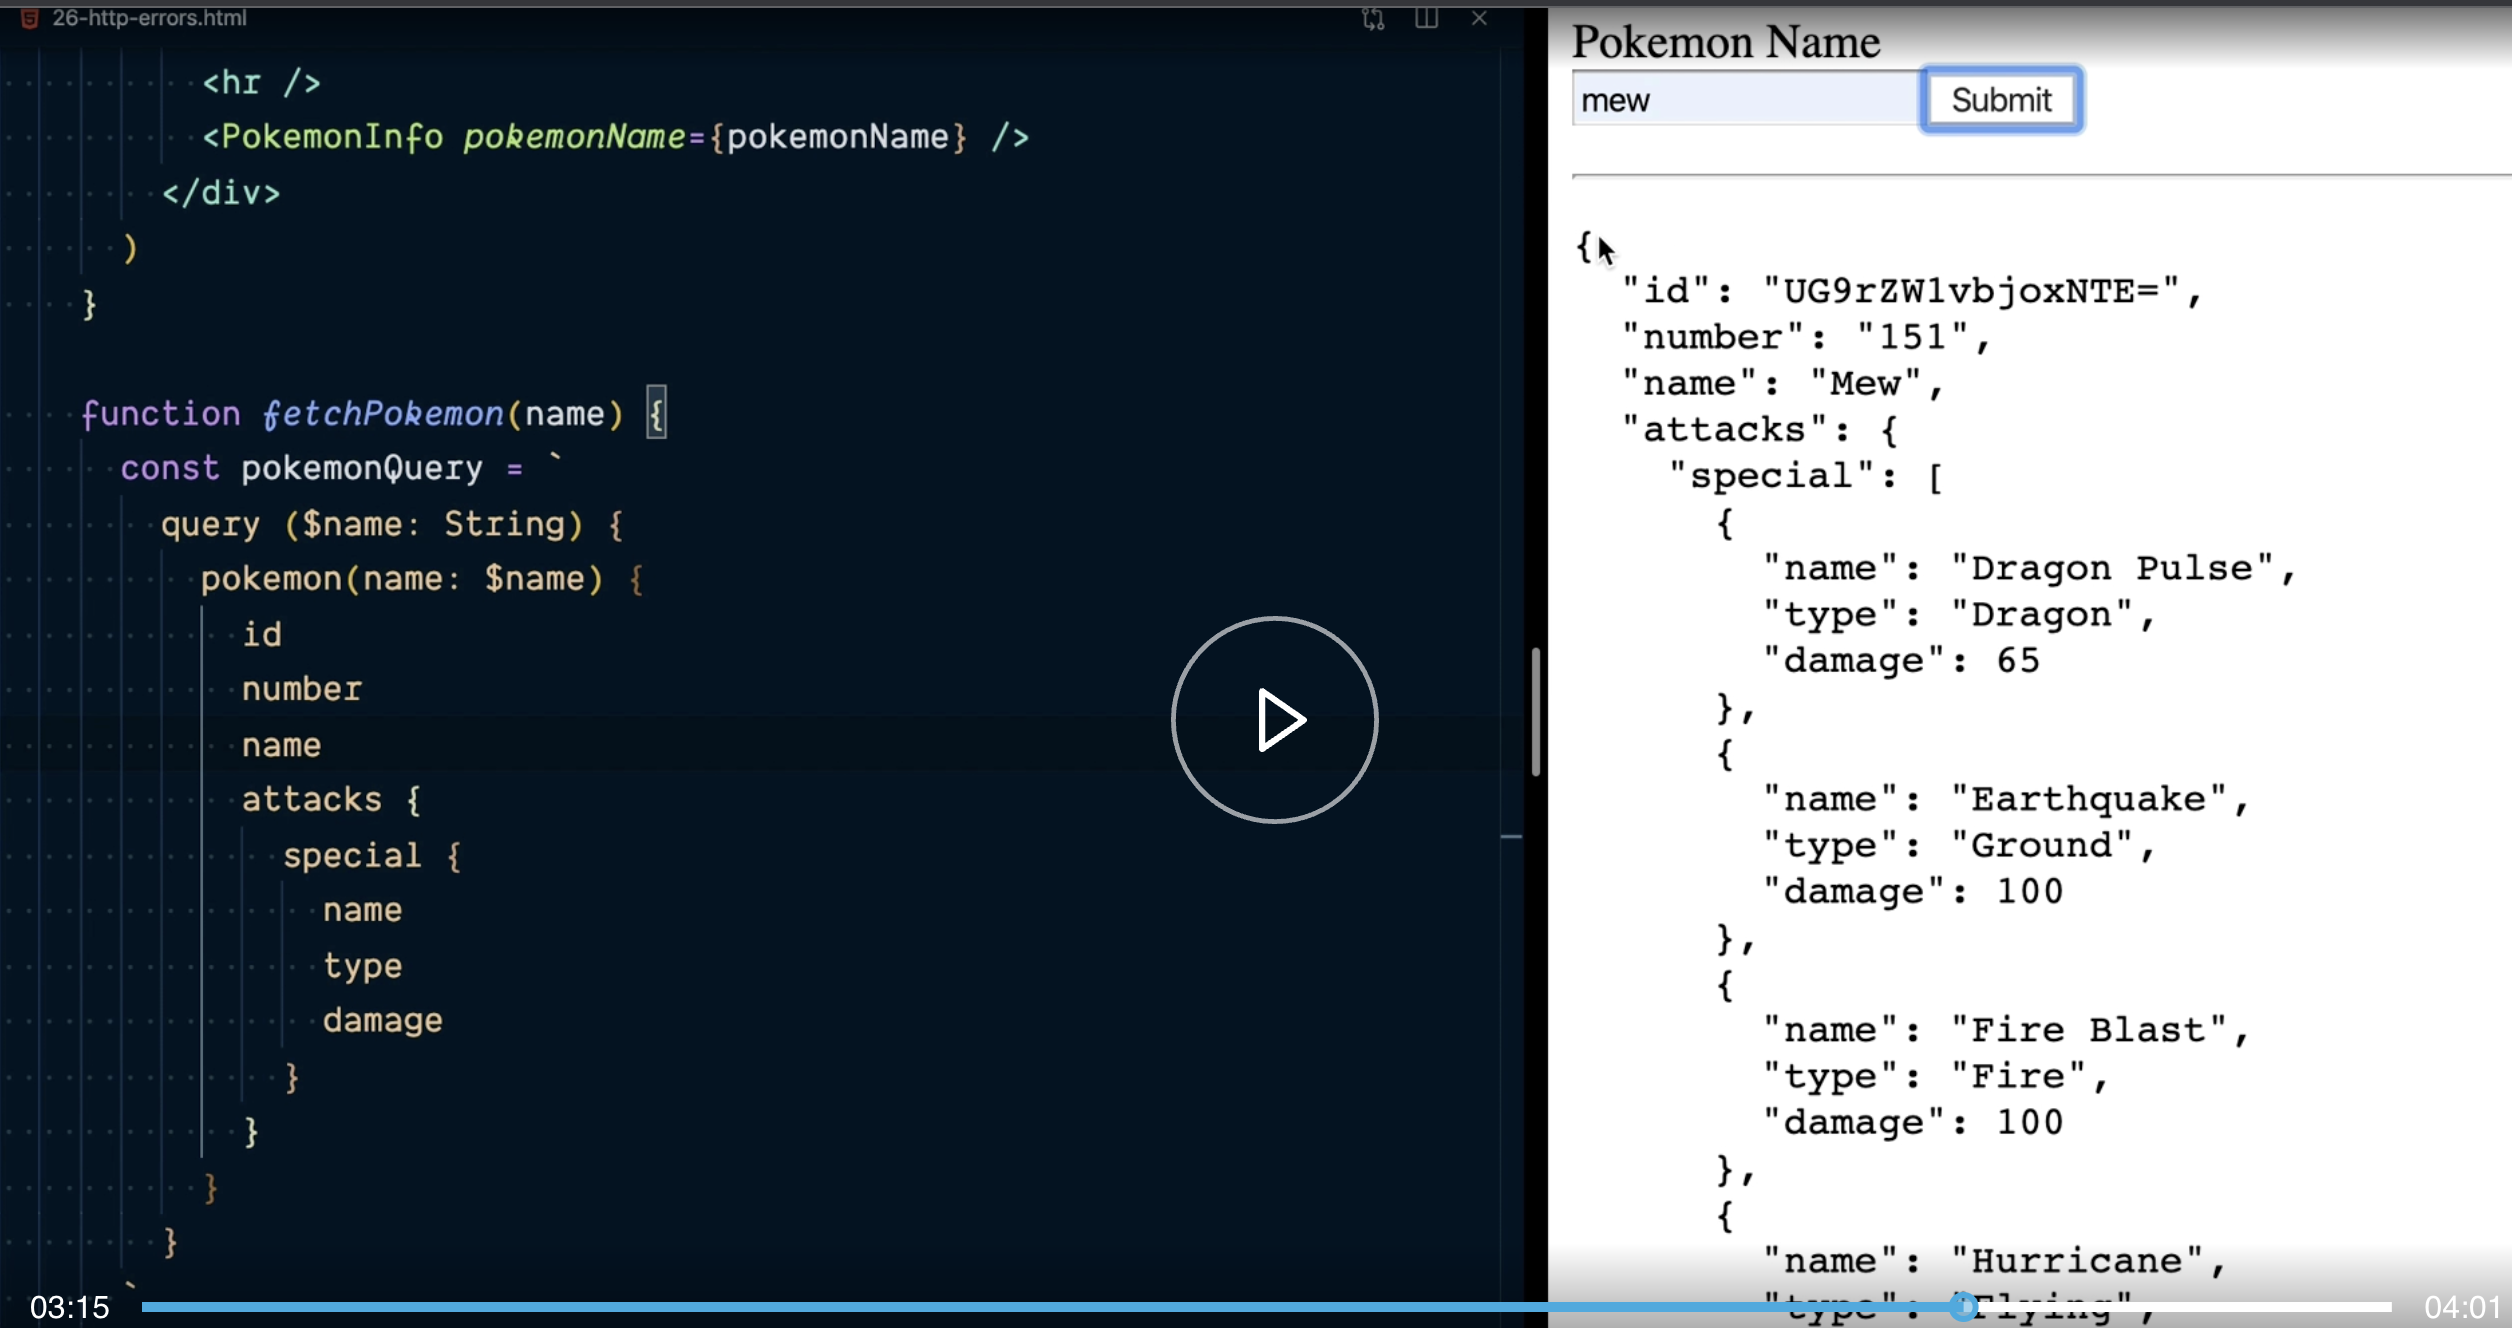 26-http-errors.html
<hr />
<PokemonInfo pokemonName={pokemonName} />
</div>
)
}
function fetchPokemon(name) {
const pokemonQuery = `
query ($name: String) {
pokemon(name: $name) {
id
number
name
attacks {
special {
name
type
damage
}
}
}
}
`
03:15
Pokemon Name
mew
Submit
{
"id": "UG9rZW1vbjoxNTE=",
"number": "151",
"name": "Mew",
"attacks": {
"special": [
{
"name": "Dragon Pulse",
"type": "Dragon",
"damage": 65
},
{
"name": "Earthquake",
"type": "Ground",
"damage": 100
},
{
"name": "Fire Blast",
"type": "Fire",
"damage": 100
},
{
"name": "Hurricane",
"type": "Flying",
04:01